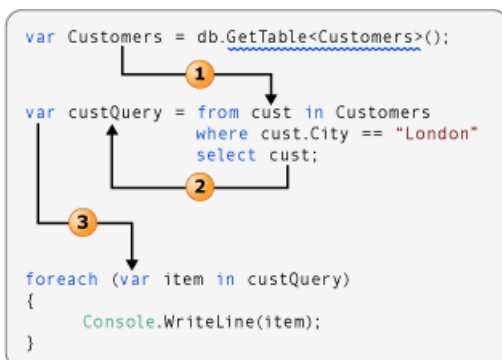 var Customers = db.GetTable<Customers>();
1
var custQuery = from cust in Customers
where cust.City == “London”
select cust;
2
3
foreach (var item in custQuery)
{
Console.WriteLine(item);
}